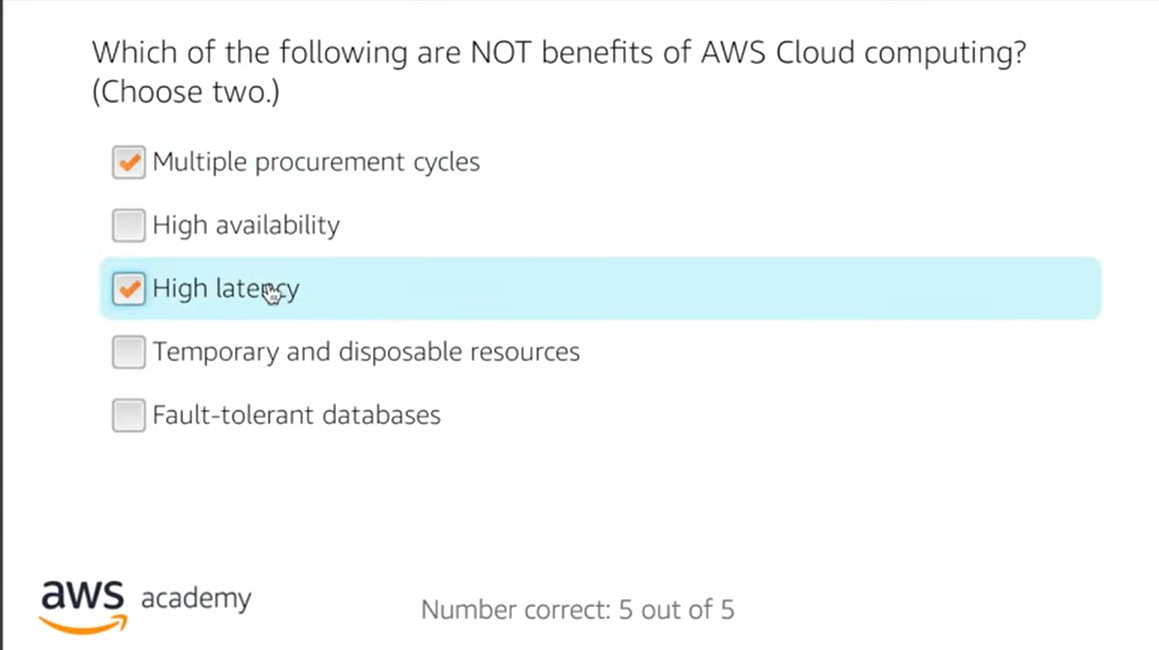 Which of the following are NOT benefits of AWS Cloud computing?
(Choose two.)
Multiple procurement cycles
High availability
High latency
Temporary and disposable resources
Fault-tolerant databases
aws academy
Number correct: 5 out of 5